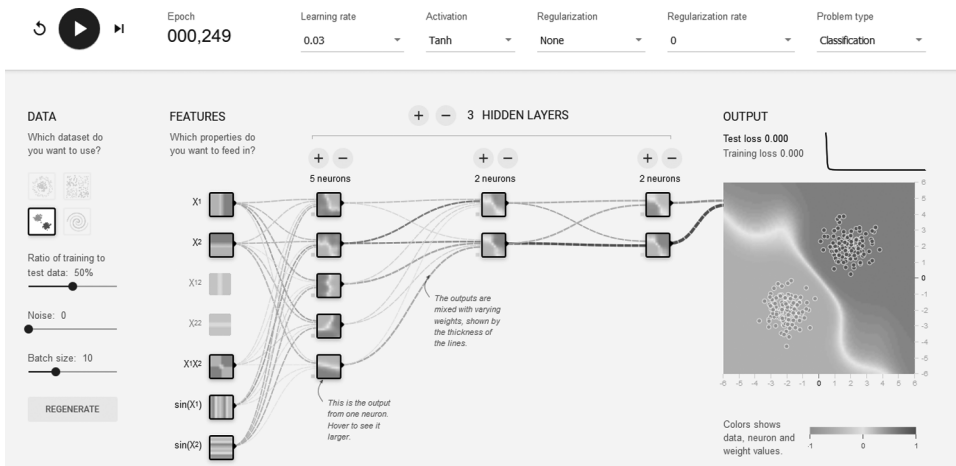 Epoch
000,249
Learning rate
0.03
Activation
Tanh
Regularization
None
Regularization rate
0
Problem type
Classification
DATA
Which dataset do
you want to use?
Ratio of training to
test data: 50%
Noise: 0
Batch size: 10
REGENERATE
FEATURES
Which properties do
you want to feed in?
X1
X2
X12
X22
X1X2
sin(X1)
sin(X2)
+ − 3 HIDDEN LAYERS
+ −
5 neurons
+ −
2 neurons
+ −
2 neurons
The outputs are
mixed with varying
weights, shown by
the thickness of
the lines.
This is the output
from one neuron.
Hover to see it
larger.
OUTPUT
Test loss 0.000
Training loss 0.000
6
5
4
3
2
1
0
-1
-2
-3
-4
-5
-6
-6 -5 -4 -3 -2 -1 0 1 2 3 4 5 6
Colors shows
data, neuron and
weight values.
-1 0 1